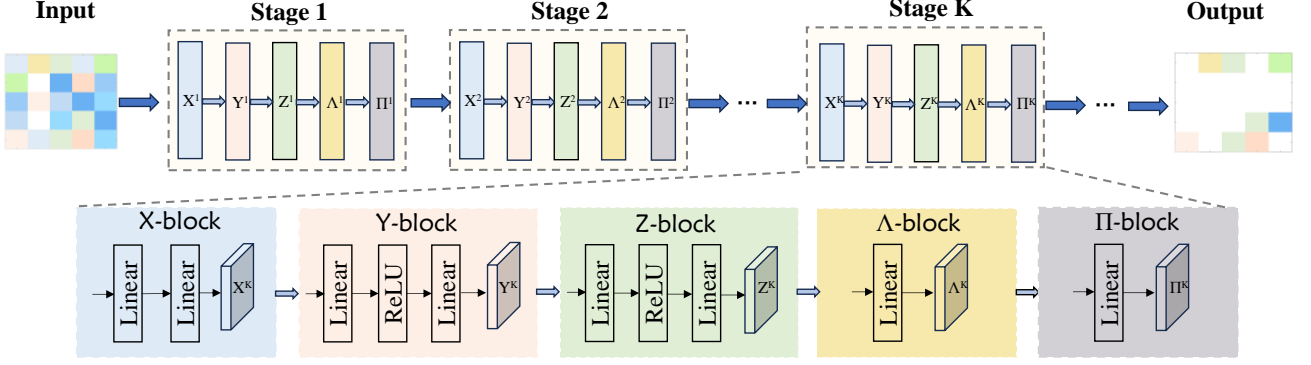 Input Stage 1 Stage 2 Stage K Output
X¹ Y¹ Z¹ Λ¹ Π¹ X² Y² Z² Λ² Π² ... Xᴷ Yᴷ Zᴷ Λᴷ Πᴷ ...
X-block Y-block Z-block Λ-block Π-block
Linear Linear Xᴷ Linear ReLU Linear Yᴷ Linear ReLU Linear Zᴷ Linear Λᴷ Linear Πᴷ